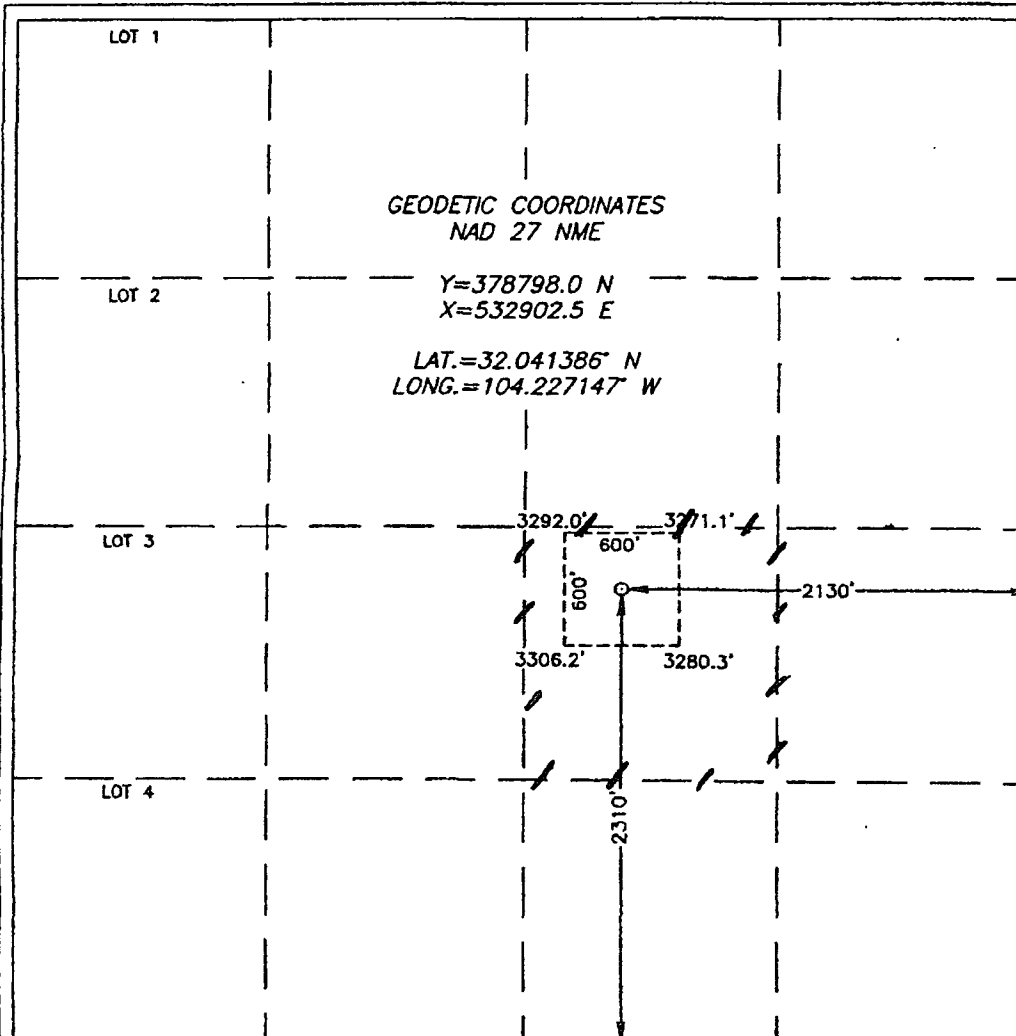 LOT 1
GEODETIC COORDINATES
NAD 27 NME
LOT 2
Y=378798.0 N
X=532902.5 E
LAT.=32.041386° N
LONG.=104.227147° W
LOT 3
3292.0'
3271.1'
600'
600'
2130'
3306.2'
3280.3'
LOT 4
2310'